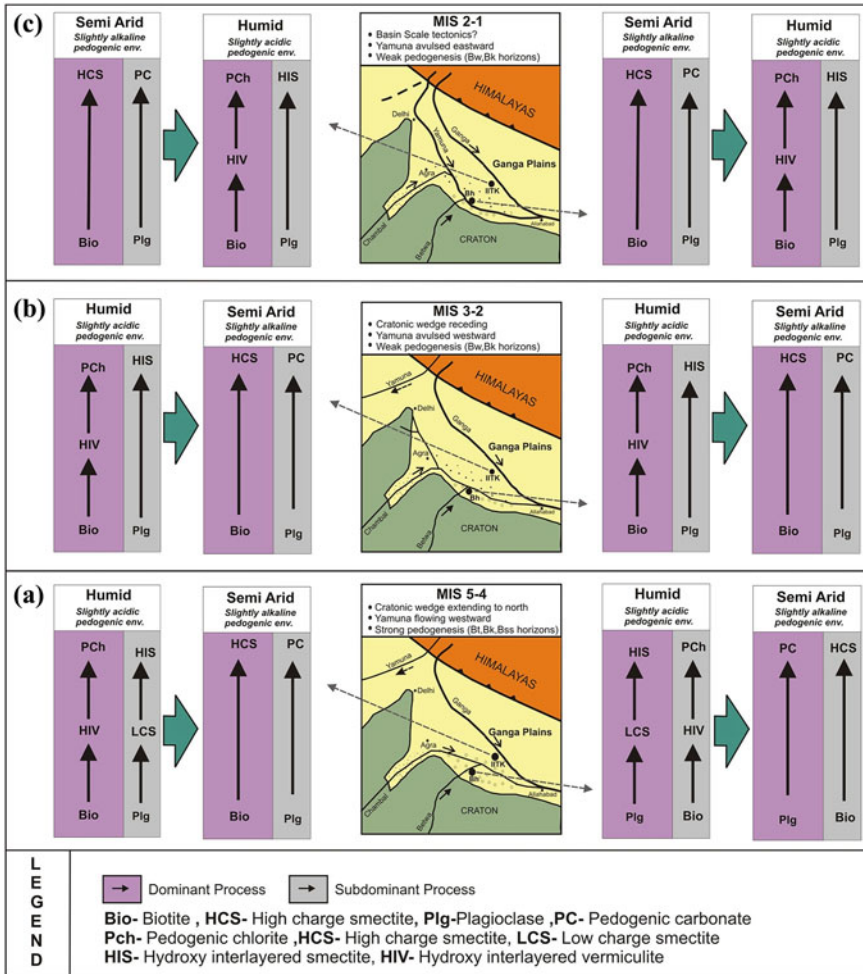 (c)
Semi Arid
Slightly alkaline
pedogenic env.
HCS
PC
Bio
Plg
Humid
Slightly acidic
pedogenic env.
PCh
HIS
HIV
Bio
Plg
MIS 2-1
• Basin Scale tectonics?
• Yamuna avulsed eastward
• Weak pedogenesis (Bw,Bk horizons)
HIMALAYAS
Delhi
Yamuna
Ganga
Ganga Plains
Agra
IITK
Bh
Chambal
Betwa
CRATON
Allahabad
Semi Arid
Slightly alkaline
pedogenic env.
HCS
PC
Bio
Plg
Humid
Slightly acidic
pedogenic env.
PCh
HIS
HIV
Bio
Plg
(b)
Humid
Slightly acidic
pedogenic env.
PCh
HIS
HIV
Bio
Plg
Semi Arid
Slightly alkaline
pedogenic env.
HCS
PC
Bio
Plg
MIS 3-2
• Cratonic wedge receding
• Yamuna avulsed westward
• Weak pedogenesis (Bw,Bk horizons)
HIMALAYAS
Yamuna
Delhi
Ganga
Ganga Plains
Agra
IITK
Bh
Chambal
Betwa
CRATON
Allahabad
Humid
Slightly acidic
pedogenic env.
PCh
HIS
HIV
Bio
Plg
Semi Arid
Slightly alkaline
pedogenic env.
HCS
PC
Bio
Plg
(a)
Humid
Slightly acidic
pedogenic env.
PCh
HIS
HIV
LCS
Bio
Plg
Semi Arid
Slightly alkaline
pedogenic env.
HCS
PC
Bio
Plg
MIS 5-4
• Cratonic wedge extending to north
• Yamuna flowing westward
• Strong pedogenesis (Bt,Bk,Bss horizons)
HIMALAYAS
Yamuna
Delhi
Ganga
Ganga Plains
Agra
IITK
Bh
Chambal
Betwa
CRATON
Allahabad
Humid
Slightly acidic
pedogenic env.
HIS
PCh
LCS
HIV
Plg
Bio
Semi Arid
Slightly alkaline
pedogenic env.
PC
HCS
Plg
Bio
LEGEND
Dominant Process
Subdominant Process
Bio- Biotite , HCS- High charge smectite, Plg-Plagioclase ,PC- Pedogenic carbonate
Pch- Pedogenic chlorite ,HCS- High charge smectite, LCS- Low charge smectite
HIS- Hydroxy interlayered smectite, HIV- Hydroxy interlayered vermiculite